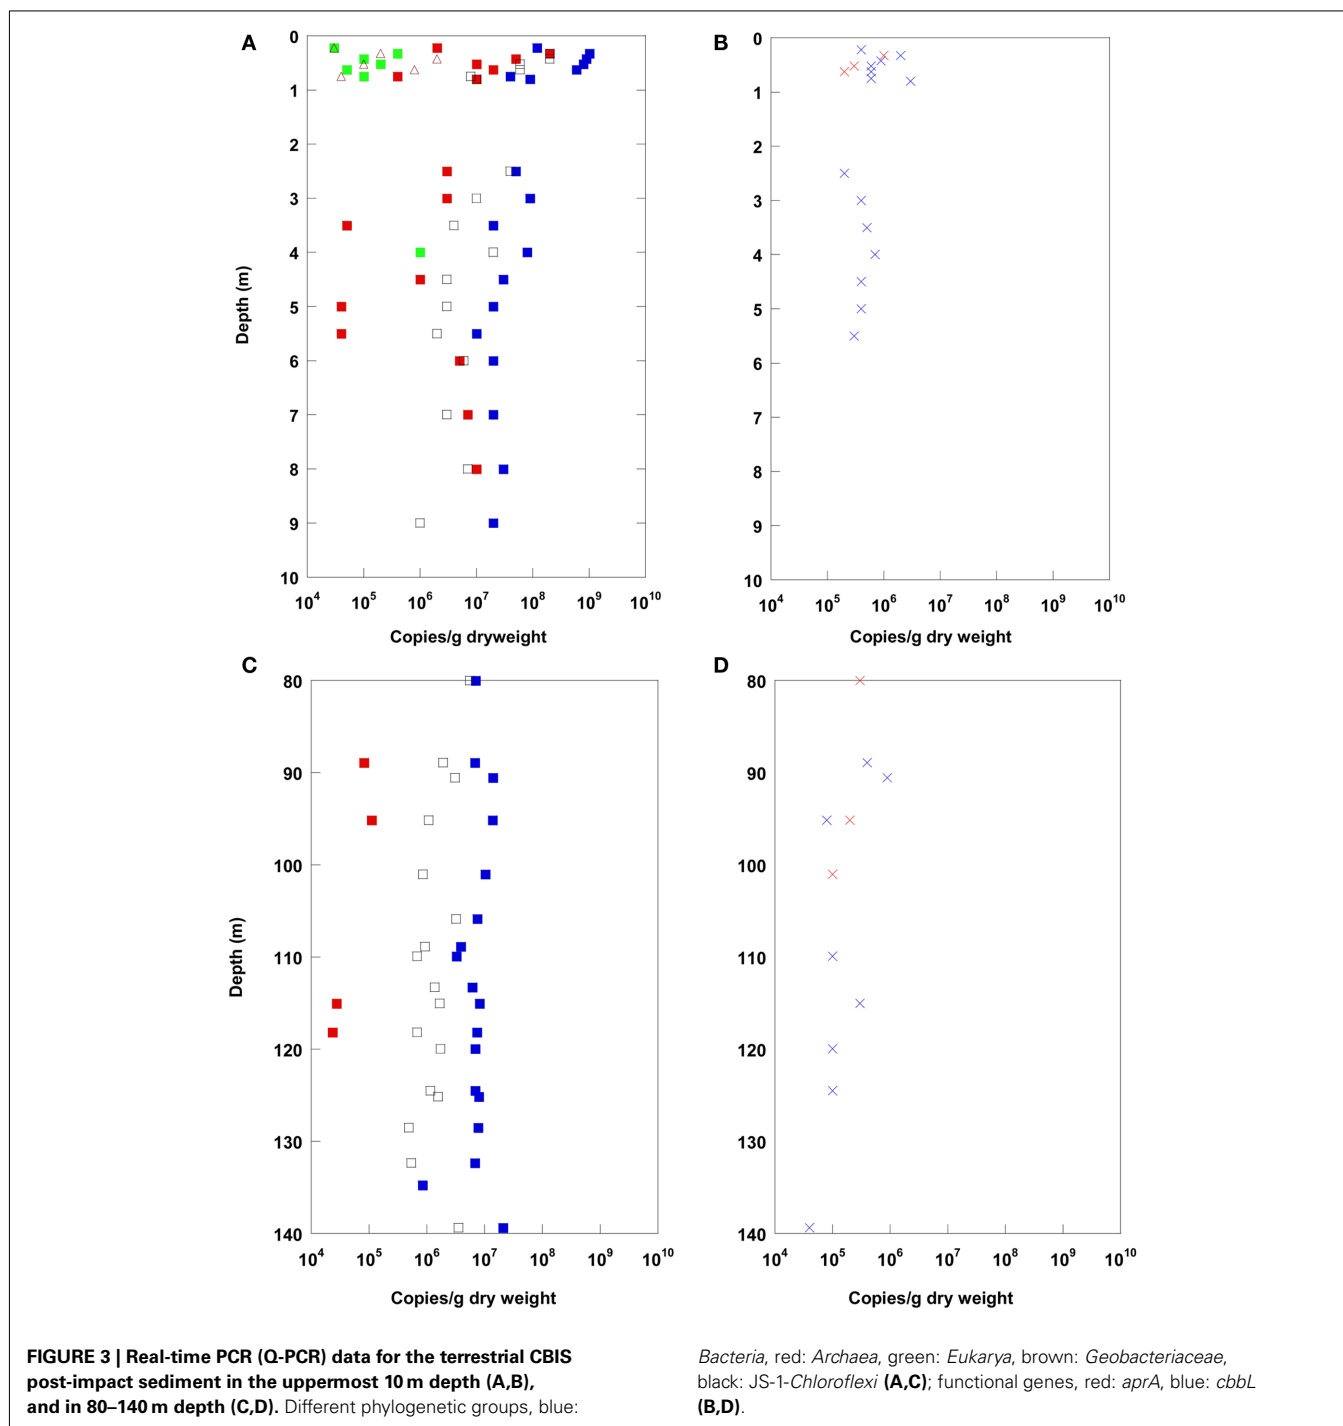 A
B
0
1
2
3
4
5
6
7
8
9
10
Depth (m)
10^4 10^5 10^6 10^7 10^8 10^9 10^10
Copies/g dryweight
0
1
2
3
4
5
6
7
8
9
10
10^4 10^5 10^6 10^7 10^8 10^9 10^10
Copies/g dry weight
C
D
80
90
100
110
120
130
140
Depth (m)
10^4 10^5 10^6 10^7 10^8 10^9 10^10
Copies/g dry weight
80
90
100
110
120
130
140
10^4 10^5 10^6 10^7 10^8 10^9 10^10
Copies/g dry weight
FIGURE 3 | Real-time PCR (Q-PCR) data for the terrestrial CBIS
post-impact sediment in the uppermost 10 m depth (A,B),
and in 80–140 m depth (C,D). Different phylogenetic groups, blue:
Bacteria, red: Archaea, green: Eukarya, brown: Geobacteriaceae,
black: JS-1-Chloroflexi (A,C); functional genes, red: aprA, blue: cbbL
(B,D).